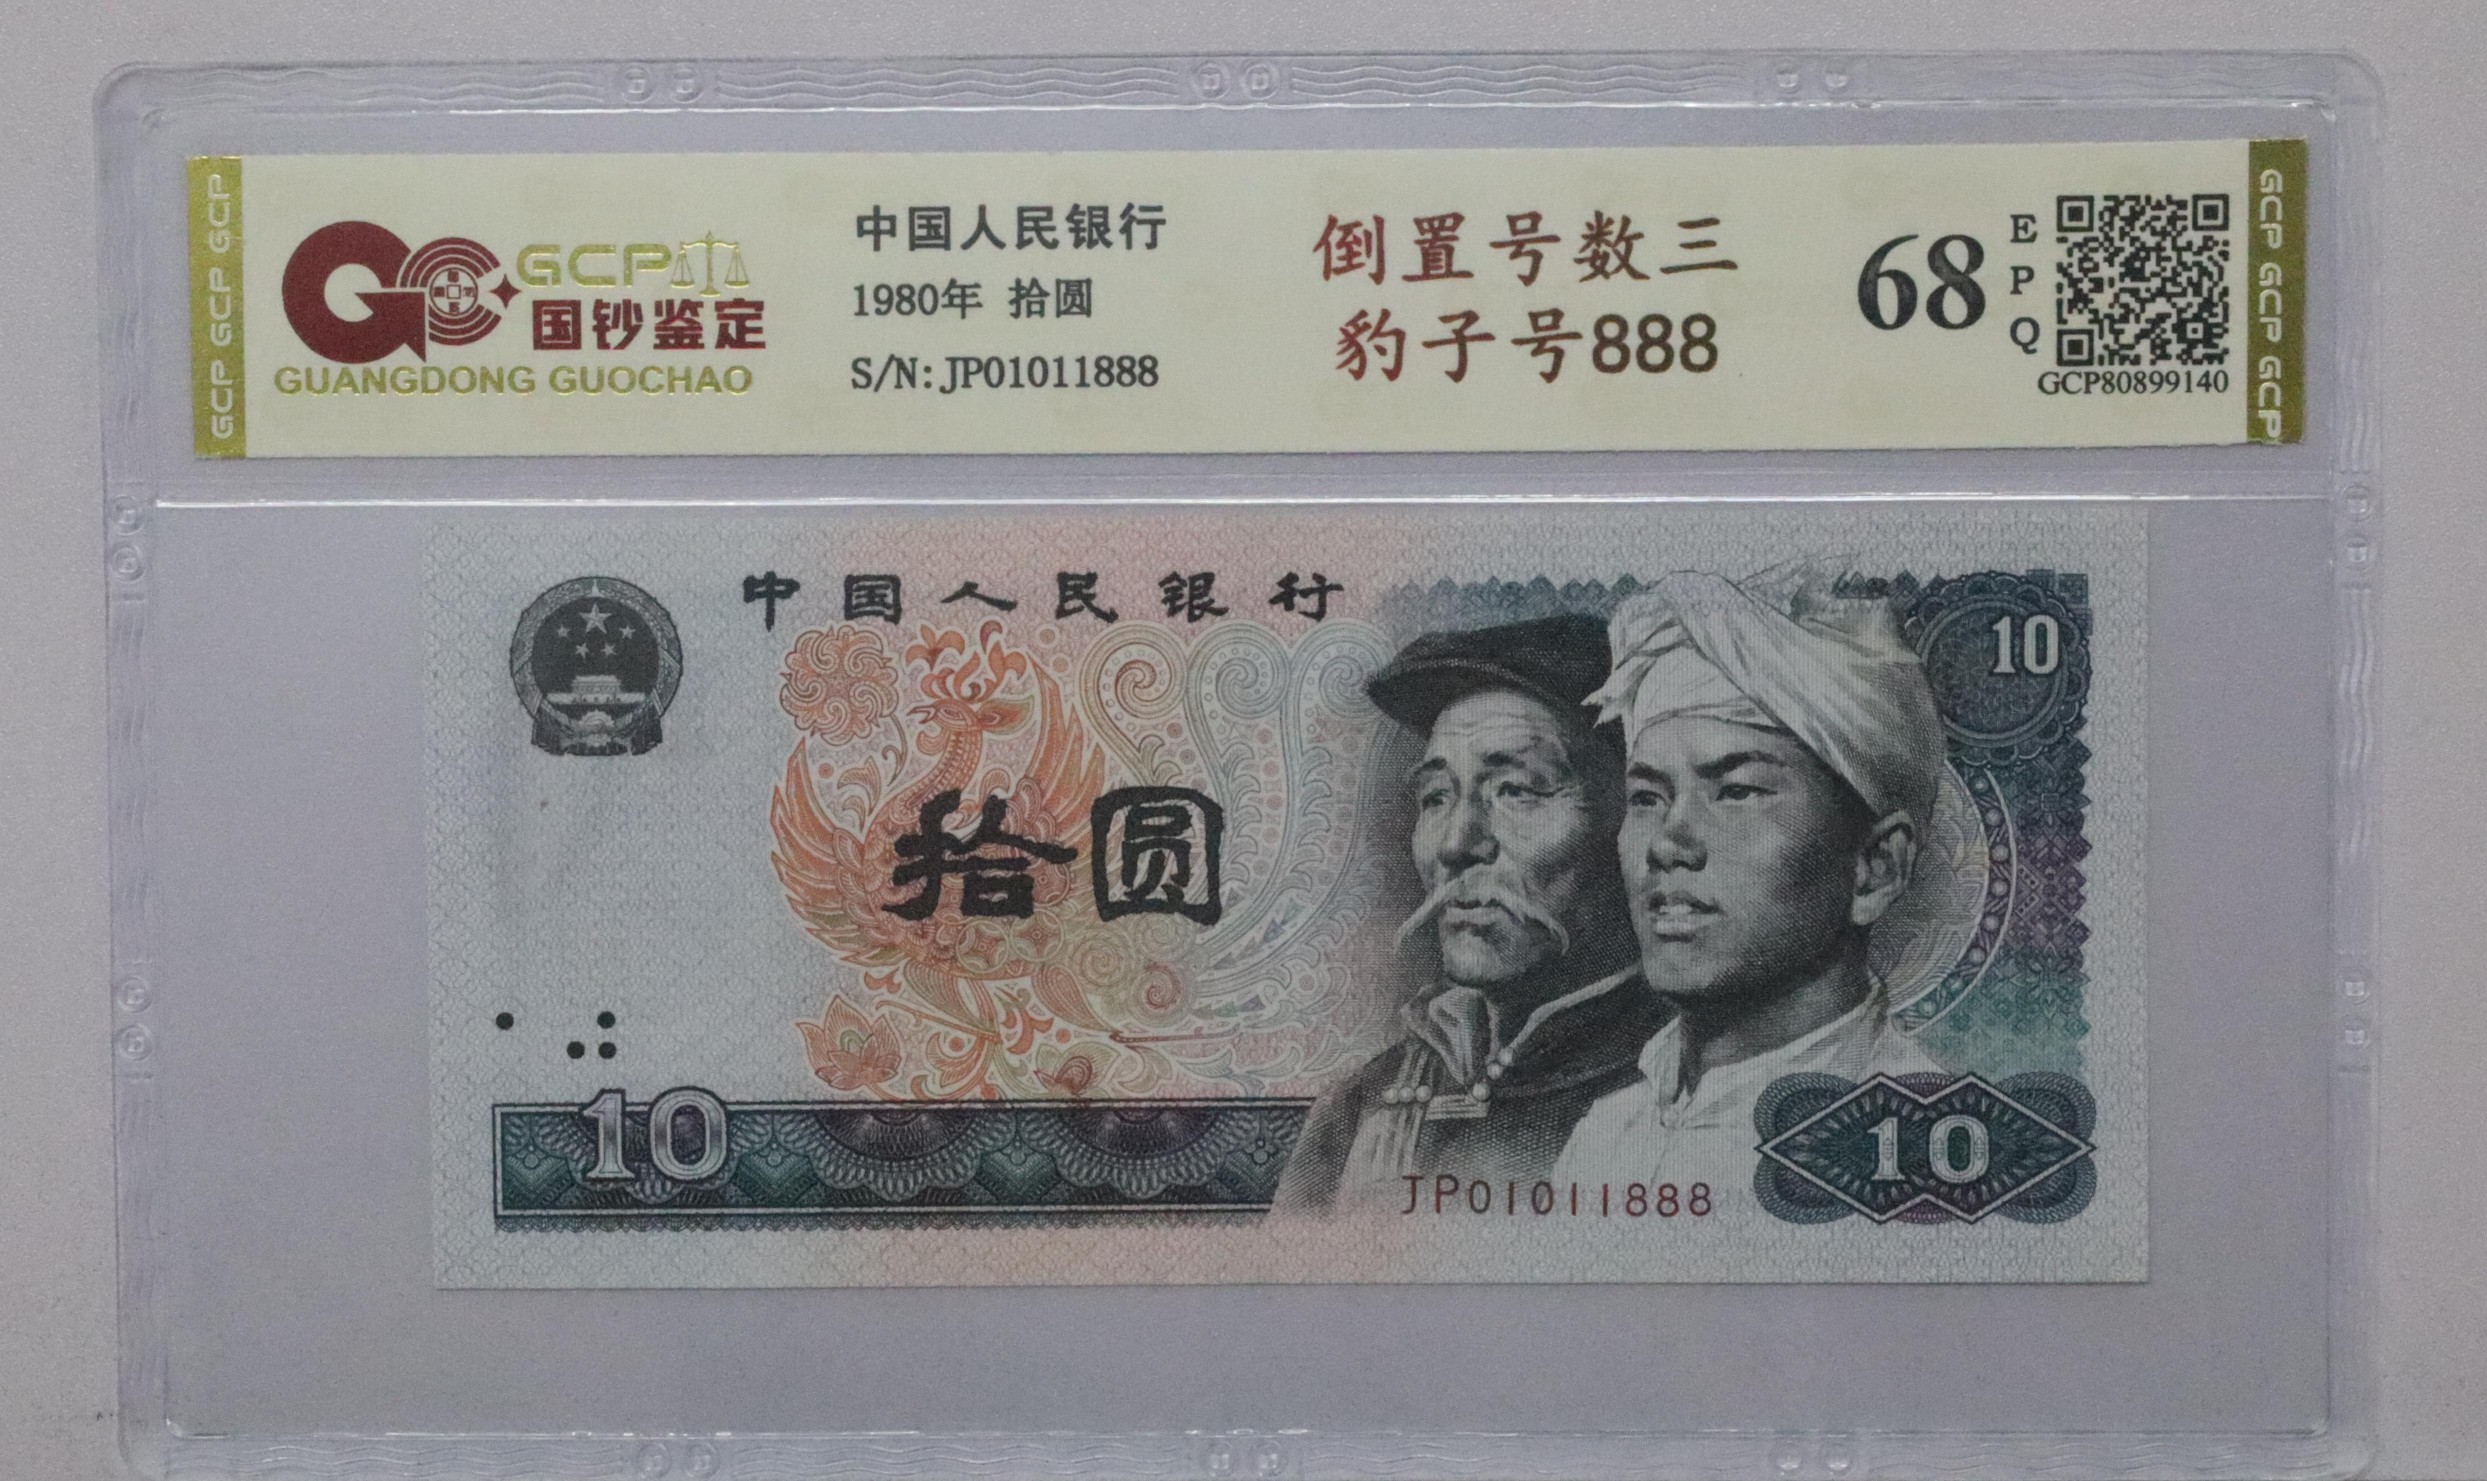 GCP GCP GCP
GCP
国钞鉴定
GUANGDONG GUOCHAO
中国人民银行
1980年 拾圆
S/N: JP01011888
倒置号数三
豹子号888
68
E
P
Q
GCP80899140
GCP GCP GCP
中国人民银行
10
拾圆
10
10
JP01011888